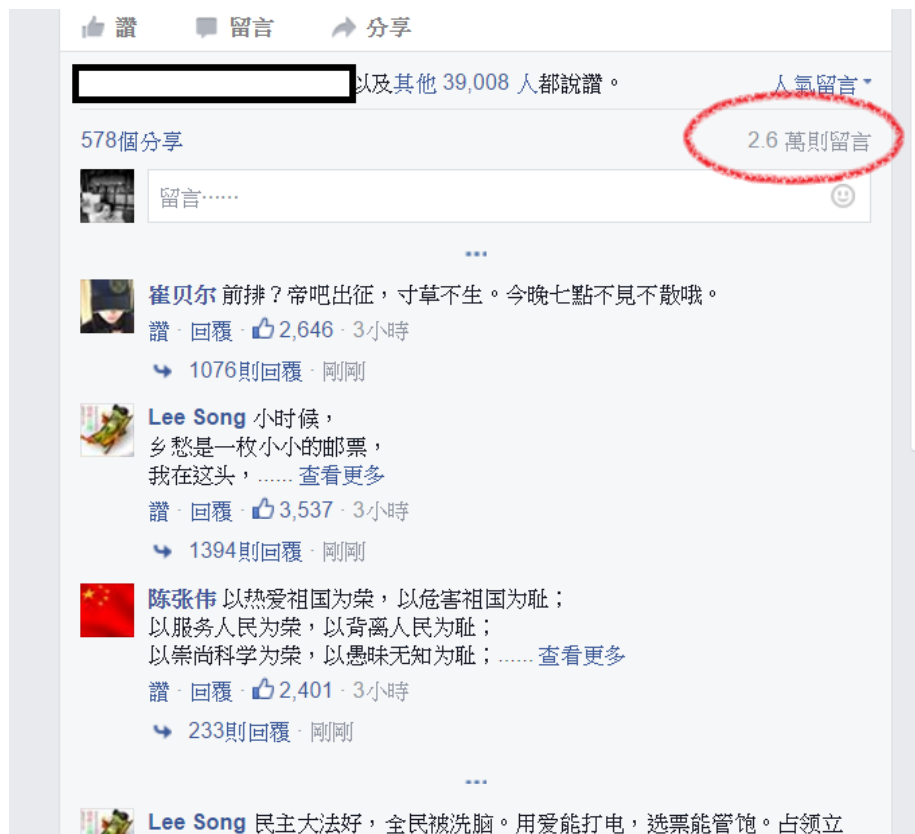 讚 留言 分享
以及其他 39,008 人都說讚。 人氣留言
578個分享 2.6 萬則留言
留言……
崔贝尔 前排？帝吧出征，寸草不生。今晚七點不見不散哦。
讚 · 回覆 · 2,646 · 3小時
1076則回覆 · 剛剛
Lee Song 小时候，
乡愁是一枚小小的邮票，
我在这头，…… 查看更多
讚 · 回覆 · 3,537 · 3小時
1394則回覆 · 剛剛
陈张伟 以热爱祖国为荣，以危害祖国为耻；
以服务人民为荣，以背离人民为耻；
以崇尚科学为荣，以愚昧无知为耻；…… 查看更多
讚 · 回覆 · 2,401 · 3小時
233則回覆 · 剛剛
Lee Song 民主大法好，全民被洗脑。用爱能打电，选票能管饱。占领立